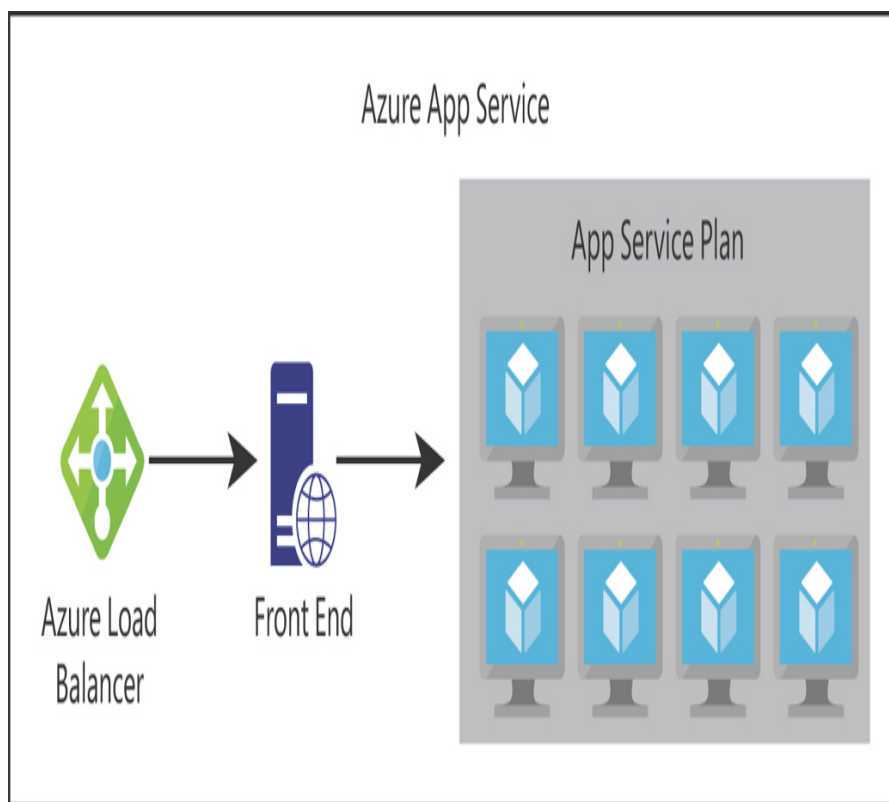 Azure App Service
App Service Plan
Azure Load
Balancer
Front End